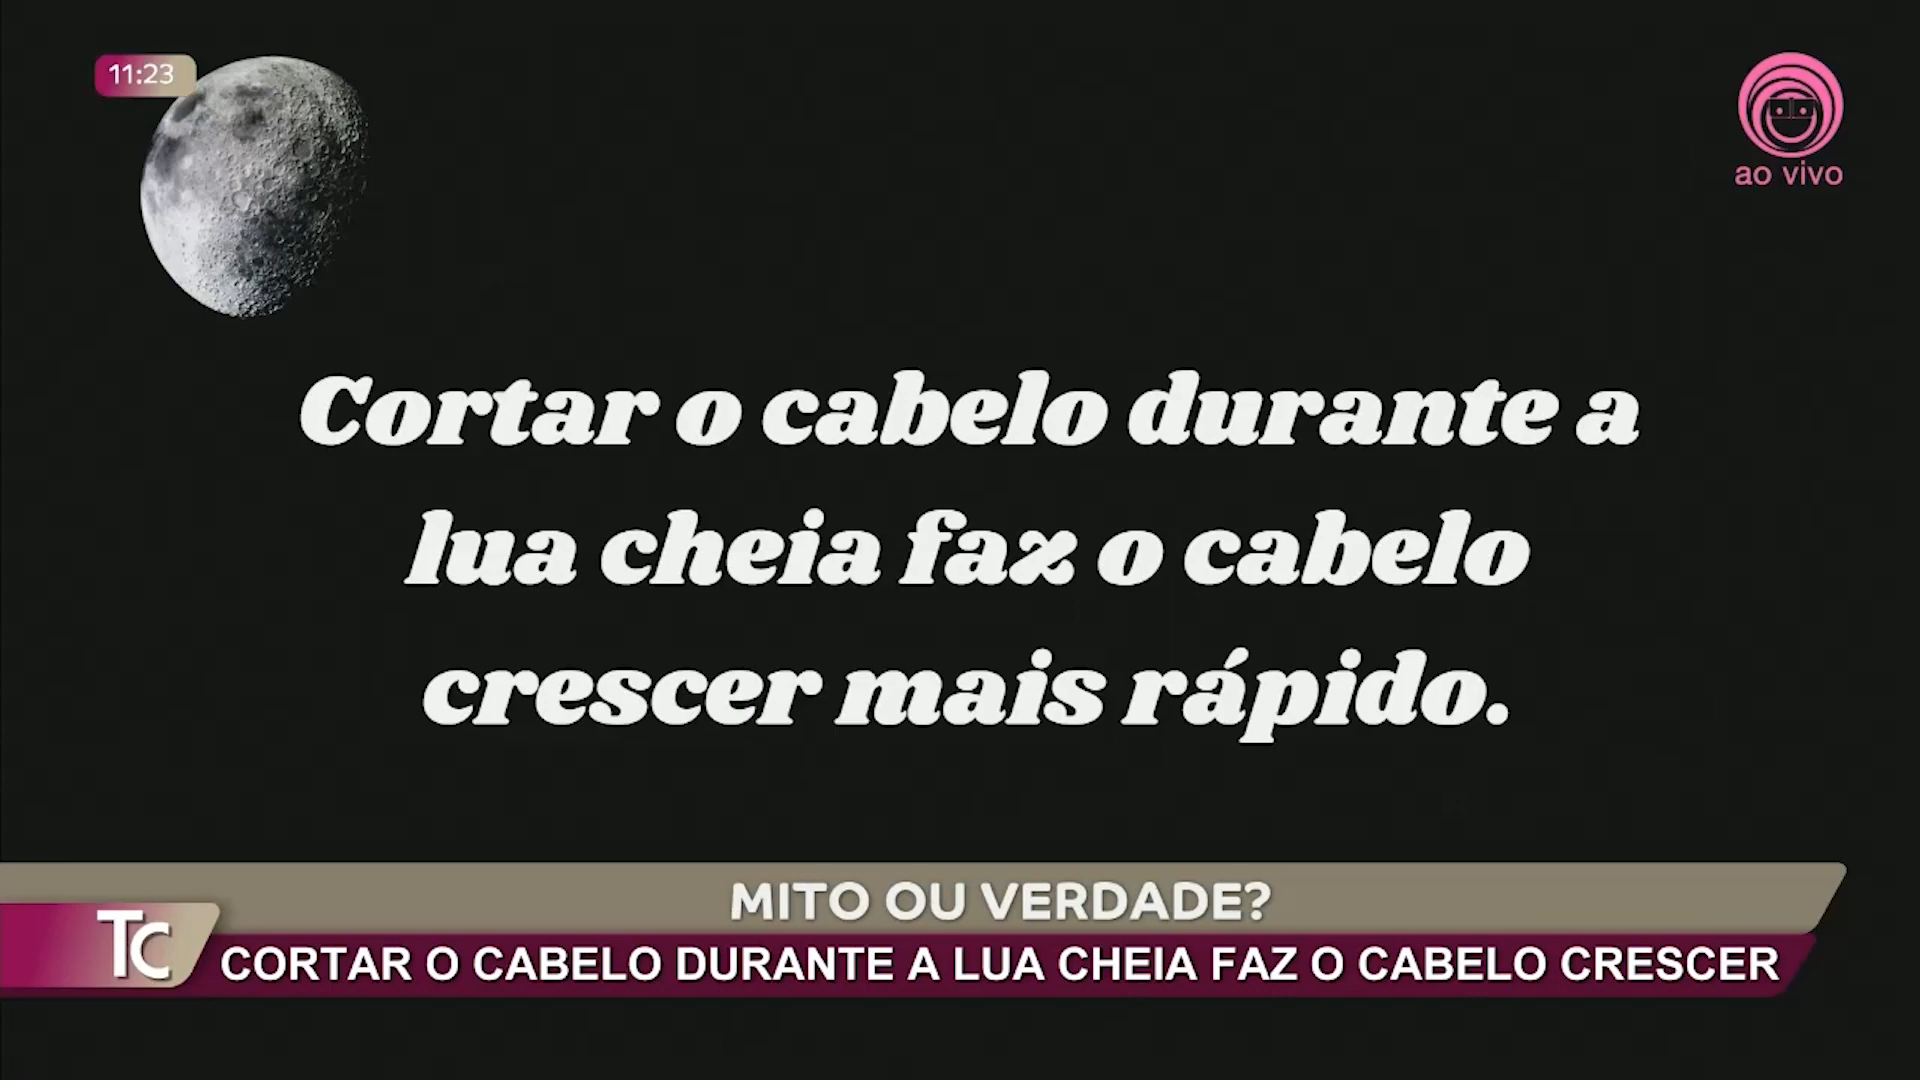 11:23
ao vivo
Cortar o cabelo durante a
lua cheia faz o cabelo
crescer mais rápido.
MITO OU VERDADE?
Tc
CORTAR O CABELO DURANTE A LUA CHEIA FAZ O CABELO CRESCER